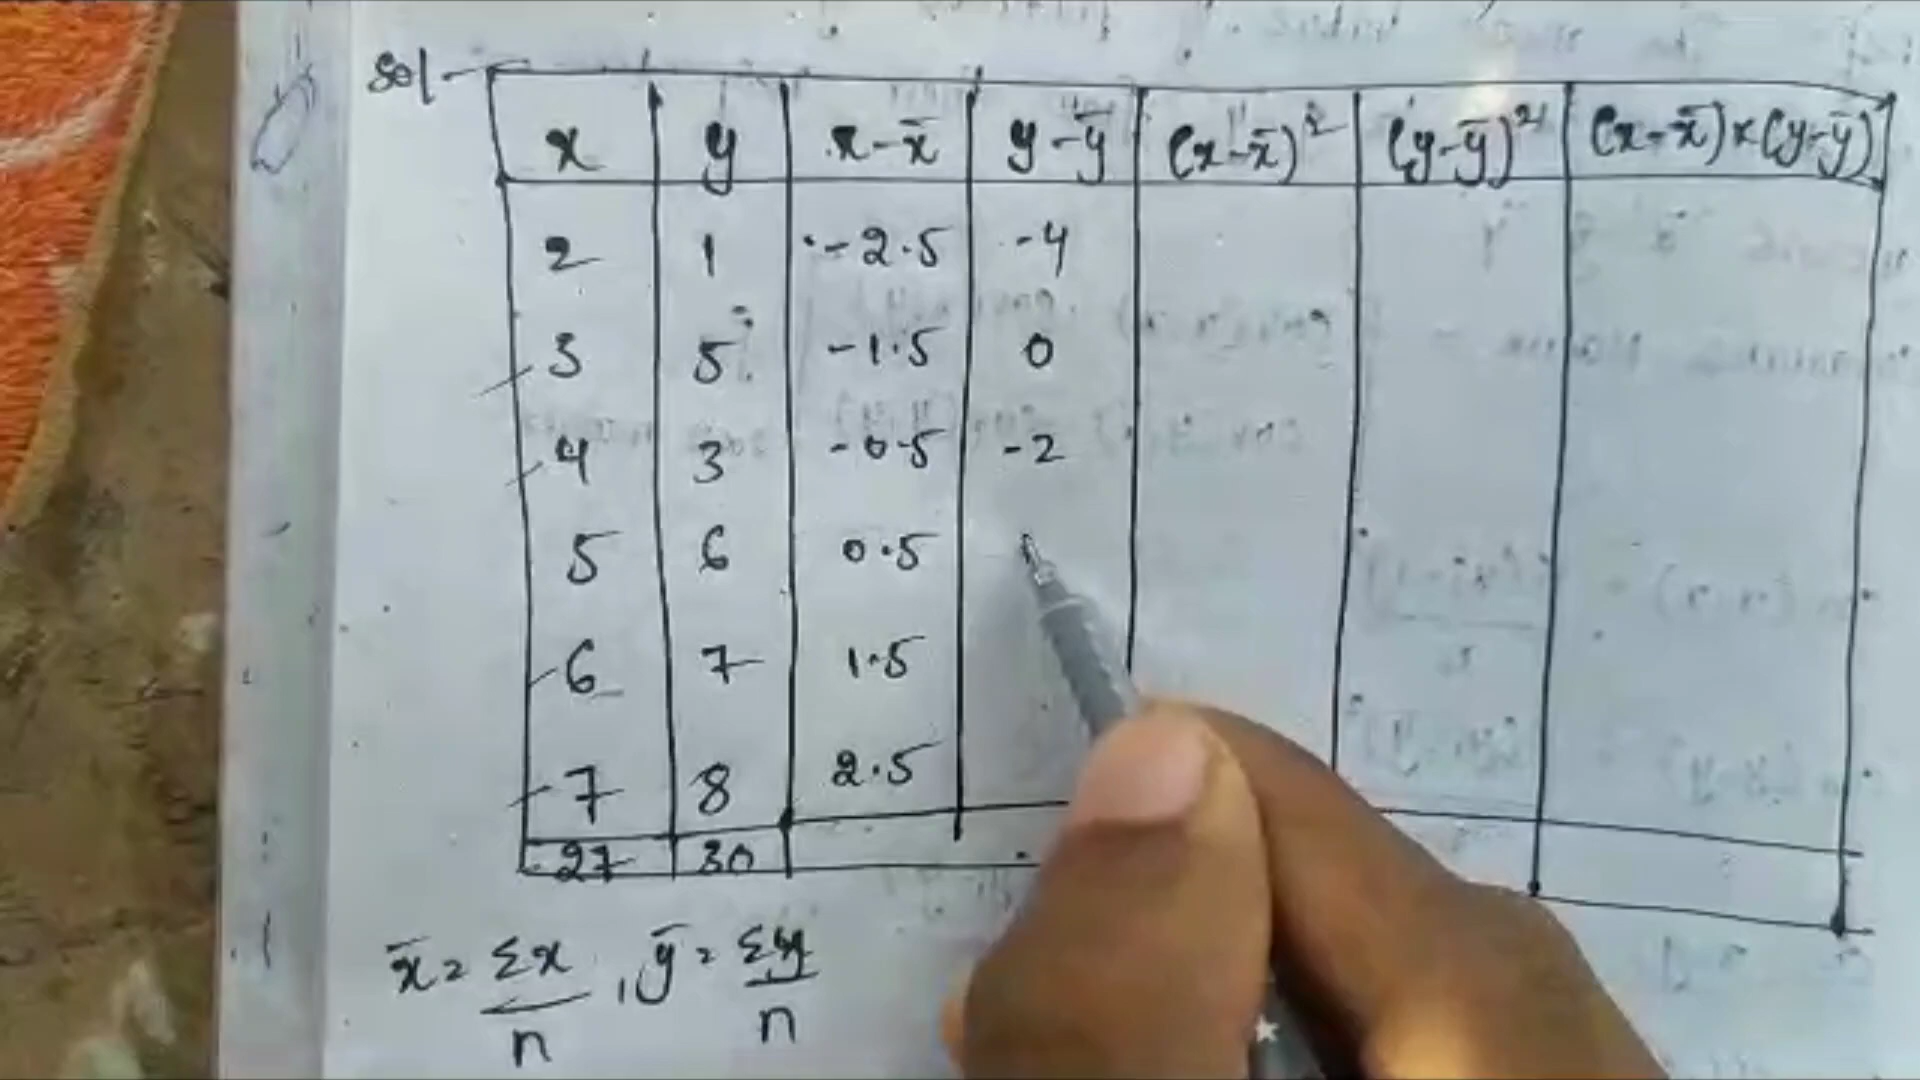 Sol
x y x-x̄ y-ȳ (x-x̄)² (y-ȳ)² (x-x̄)×(y-ȳ)
2 1 -2.5 -4
3 5 -1.5 0
4 3 -0.5 -2
5 6 0.5
6 7 1.5
7 8 2.5
27 30
x̄ = Σx/n , ȳ = Σy/n